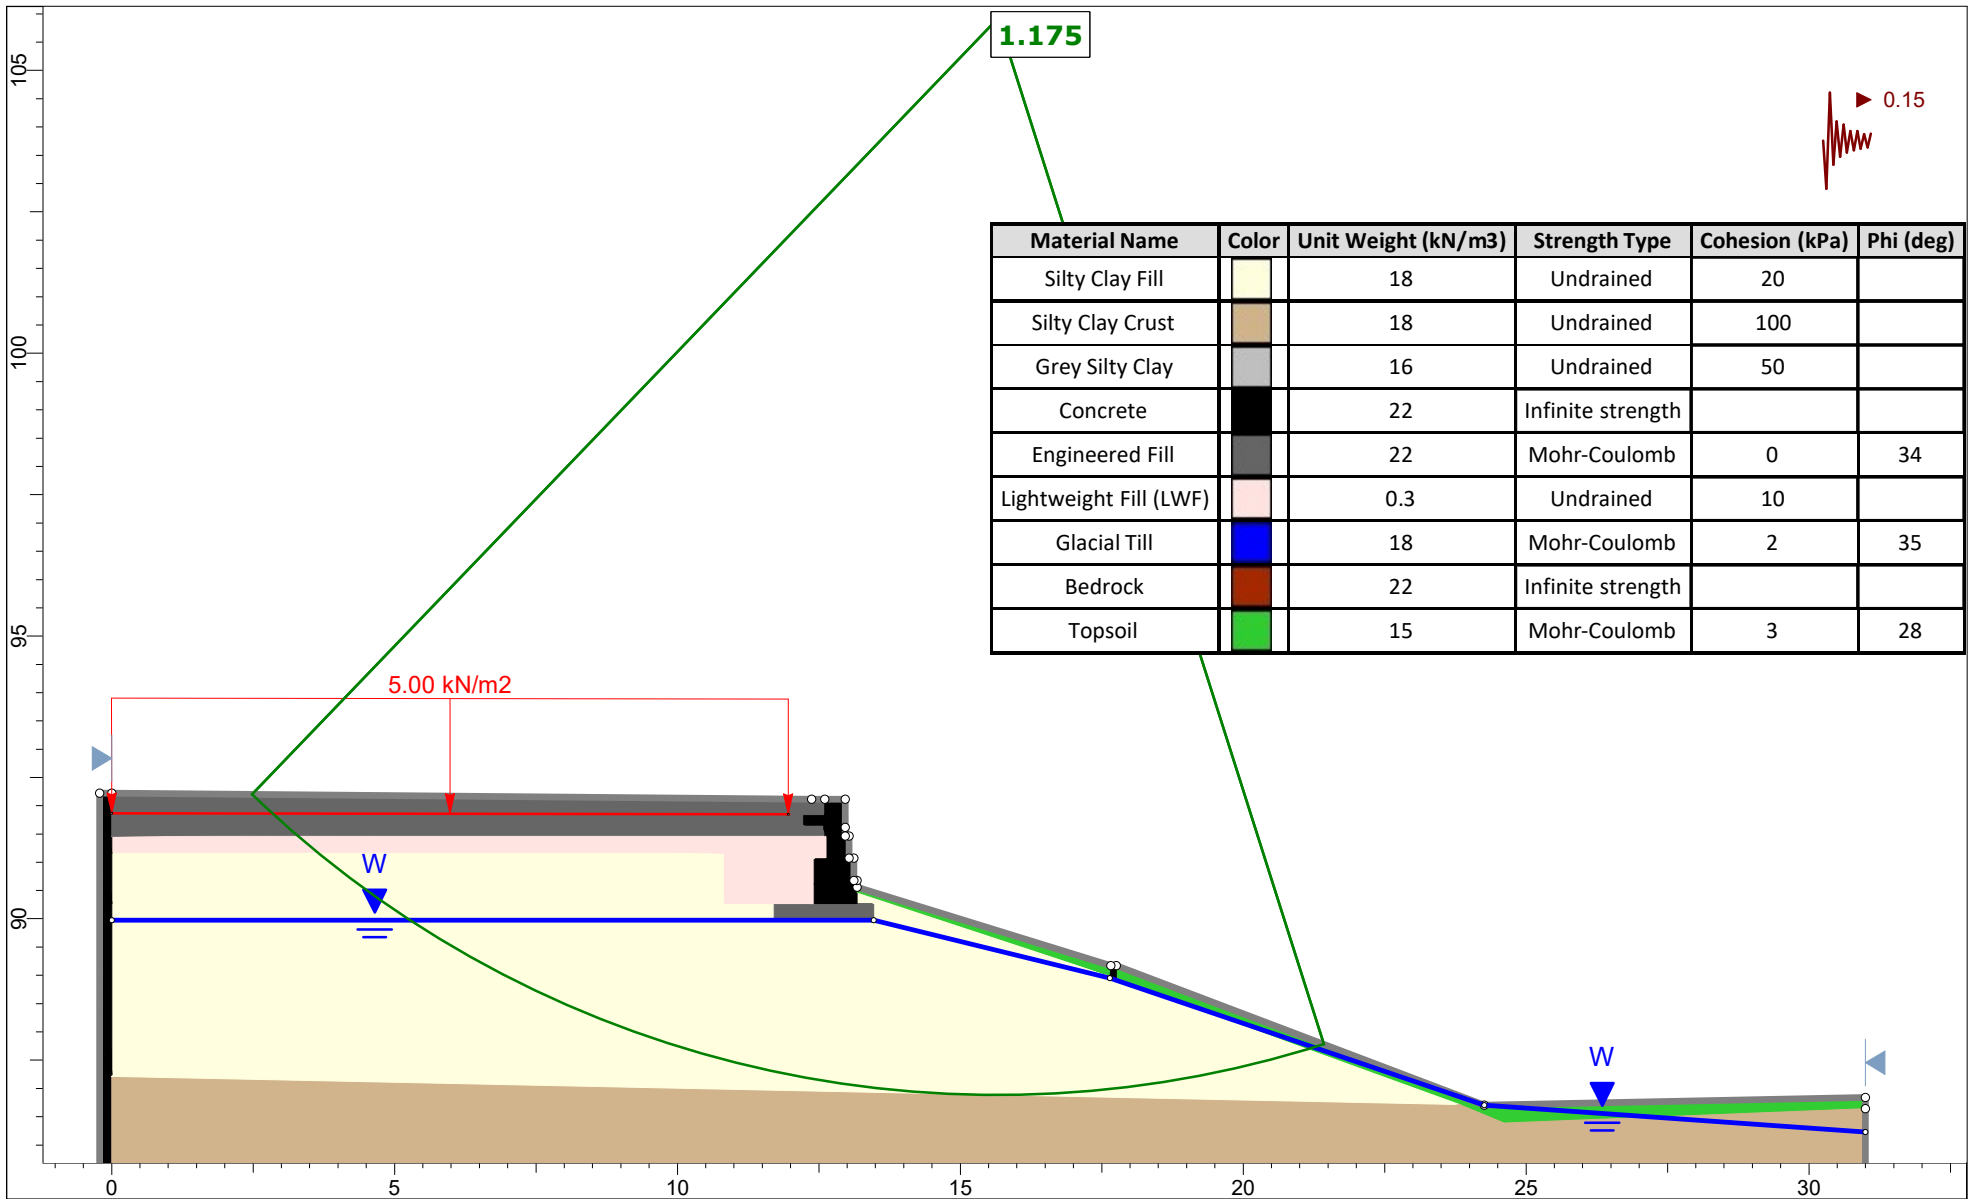 1.175
0.15
105
100
95
90
Material Name Color Unit Weight (kN/m3) Strength Type Cohesion (kPa) Phi (deg)
Silty Clay Fill 18 Undrained 20
Silty Clay Crust 18 Undrained 100
Grey Silty Clay 16 Undrained 50
Concrete 22 Infinite strength
Engineered Fill 22 Mohr-Coulomb 0 34
Lightweight Fill (LWF) 0.3 Undrained 10
Glacial Till 18 Mohr-Coulomb 2 35
Bedrock 22 Infinite strength
Topsoil 15 Mohr-Coulomb 3 28
5.00 kN/m2
W
W
0 5 10 15 20 25 30